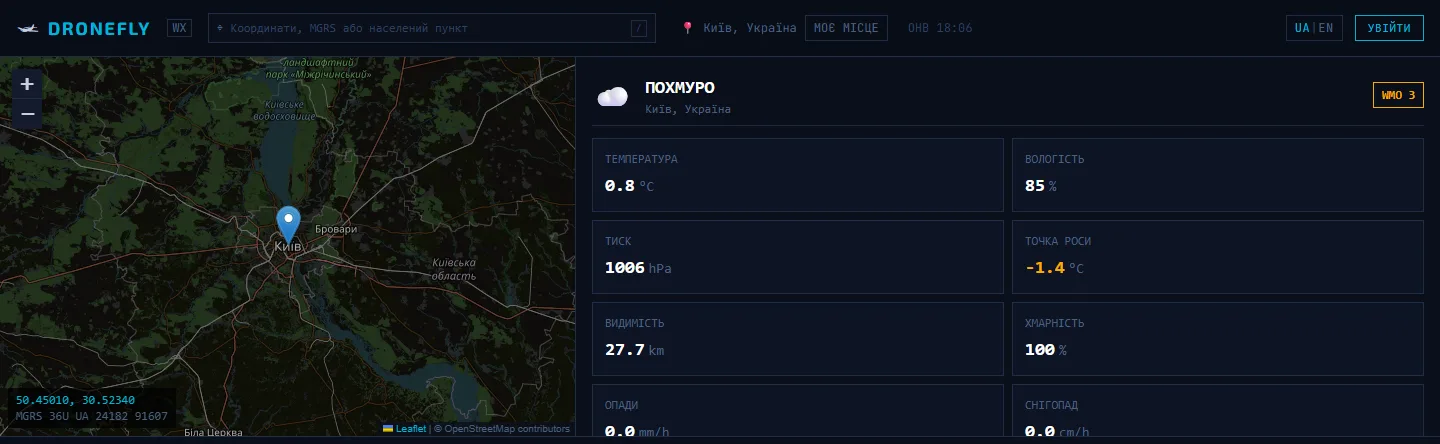 DRONEFLY WX
⌖ Координати, MGRS або населений пункт /
Київ, Україна МОЄ МІСЦЕ ОНВ 18:06
UA|EN УВІЙТИ
+
−
ландшафтний
парк «Міжрічинський»
Київське
водосховище
Бровари
Київ
Київська
область
Біла Церква
50.45010, 30.52340
MGRS 36U UA 24182 91607
Leaflet | © OpenStreetMap contributors
ПОХМУРО
Київ, Україна
WMO 3
ТЕМПЕРАТУРА
0.8 °C
ВОЛОГІСТЬ
85 %
ТИСК
1006 hPa
ТОЧКА РОСИ
-1.4 °C
ВИДИМІСТЬ
27.7 km
ХМАРНІСТЬ
100 %
ОПАДИ
0.0 mm/h
СНІГОПАД
0.0 cm/h